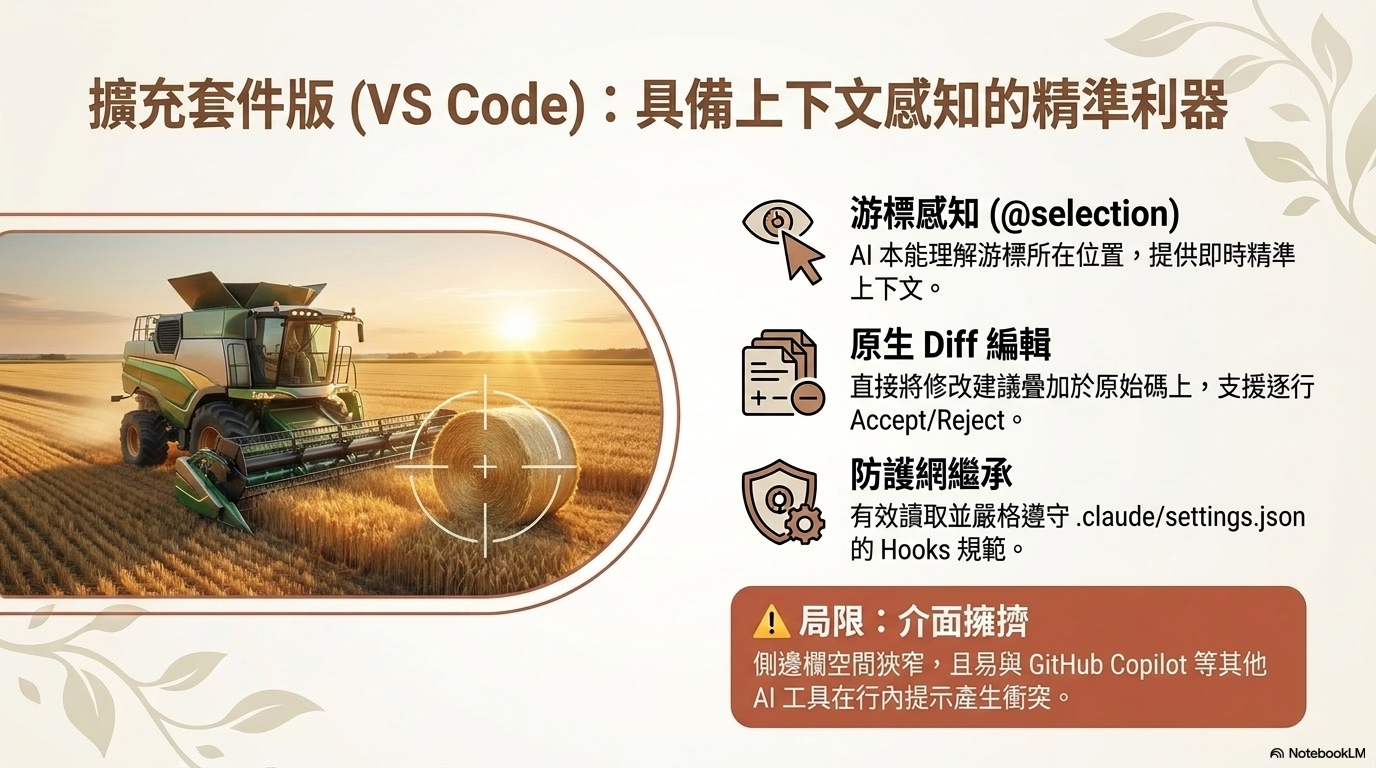 擴充套件版 (VS Code)：具備上下文感知的精準利器
游標感知 (@selection)
AI 本能理解游標所在位置，提供即時精準
上下文。
原生 Diff 編輯
直接將修改建議疊加於原始碼上，支援逐行
Accept/Reject。
防護網繼承
有效讀取並嚴格遵守 .claude/settings.json
的 Hooks 規範。
⚠️ 局限：介面擁擠
側邊欄空間狹窄，且易與 GitHub Copilot 等其他
AI 工具在行內提示產生衝突。
NotebookLM